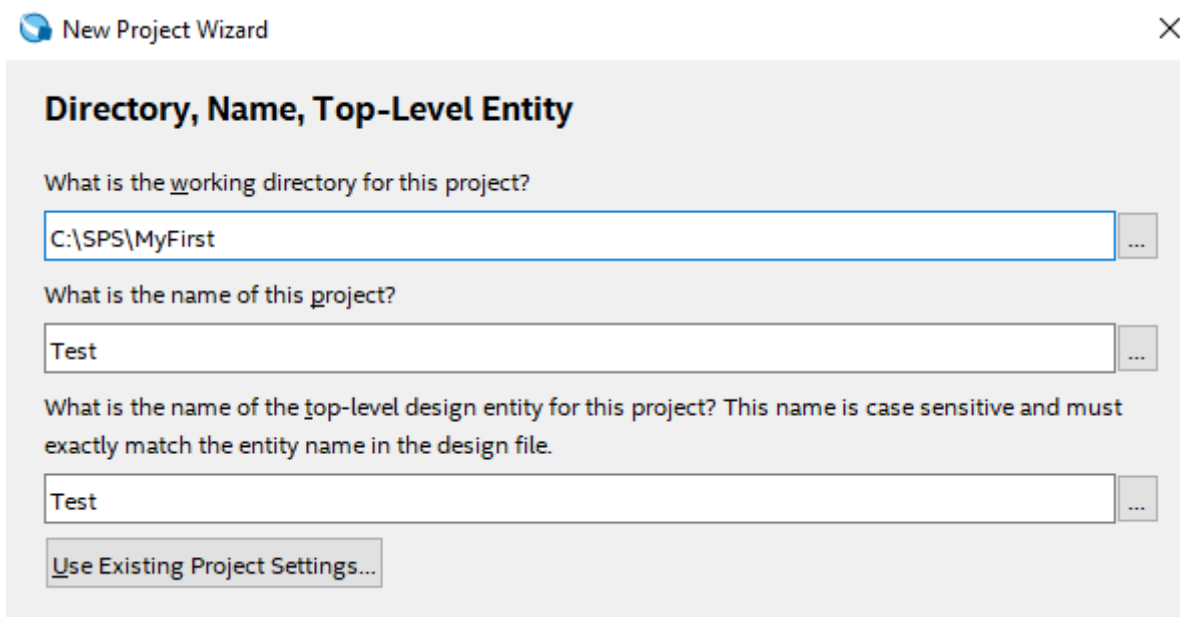 New Project Wizard
Directory, Name, Top-Level Entity
What is the working directory for this project?
C:\SPS\MyFirst
...
What is the name of this project?
Test
...
What is the name of the top-level design entity for this project? This name is case sensitive and must
exactly match the entity name in the design file.
Test
...
Use Existing Project Settings...